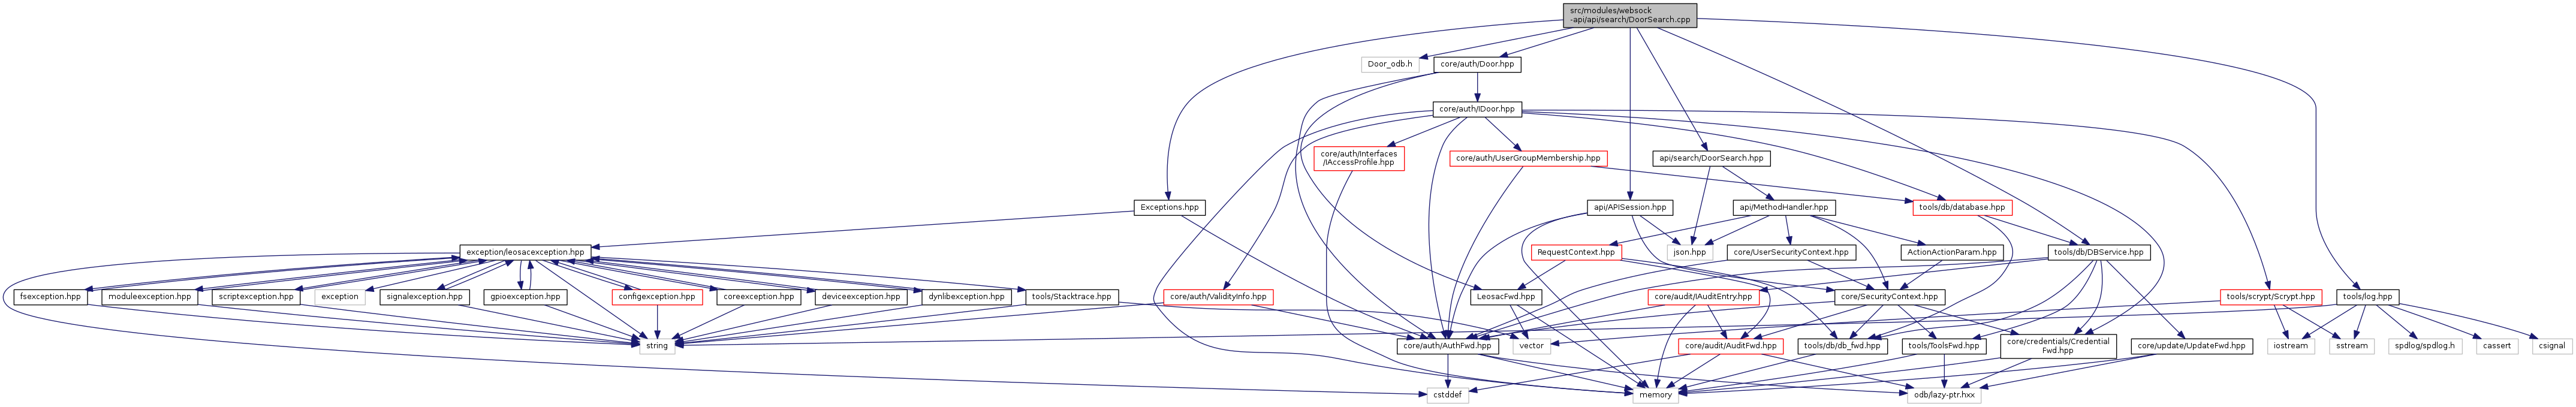 src/modules/websock
-api/api/search/DoorSearch.cpp
Door_odb.h
core/auth/Door.hpp
core/auth/IDoor.hpp
core/auth/Interfaces
/IAccessProfile.hpp
core/auth/UserGroupMembership.hpp
api/search/DoorSearch.hpp
Exceptions.hpp
api/APISession.hpp
api/MethodHandler.hpp
tools/db/database.hpp
exception/leosacexception.hpp
RequestContext.hpp
json.hpp
core/UserSecurityContext.hpp
ActionActionParam.hpp
tools/db/DBService.hpp
fsexception.hpp
moduleexception.hpp
scriptexception.hpp
exception
signalexception.hpp
gpioexception.hpp
configexception.hpp
coreexception.hpp
deviceexception.hpp
dynlibexception.hpp
tools/Stacktrace.hpp
core/auth/ValidityInfo.hpp
LeosacFwd.hpp
core/audit/IAuditEntry.hpp
core/SecurityContext.hpp
tools/scrypt/Scrypt.hpp
tools/log.hpp
string
core/auth/AuthFwd.hpp
vector
core/audit/AuditFwd.hpp
tools/db/db_fwd.hpp
tools/ToolsFwd.hpp
core/credentials/Credential
Fwd.hpp
core/update/UpdateFwd.hpp
iostream
sstream
spdlog/spdlog.h
cassert
csignal
cstddef
memory
odb/lazy-ptr.hxx